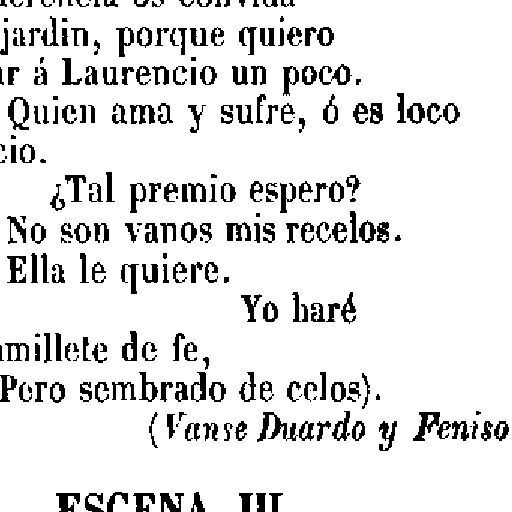 os convida
jardin, porque quiero
á Laurencio un poco.
Quien ama y sufre, ó es loco
cio.
¿Tal premio espero?
No son vanos mis recelos.
Ella le quiere.
Yo haré
millete de fe,
Pero sembrado de celos).
(Vanse Duardo y Feniso
ESCENA III